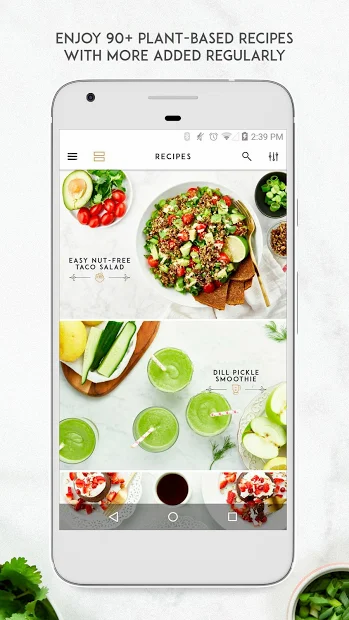 ENJOY 90+ PLANT-BASED RECIPES
WITH MORE ADDED REGULARLY
2:39 PM
RECIPES
EASY NUT-FREE
TACO SALAD
DILL PICKLE
SMOOTHIE